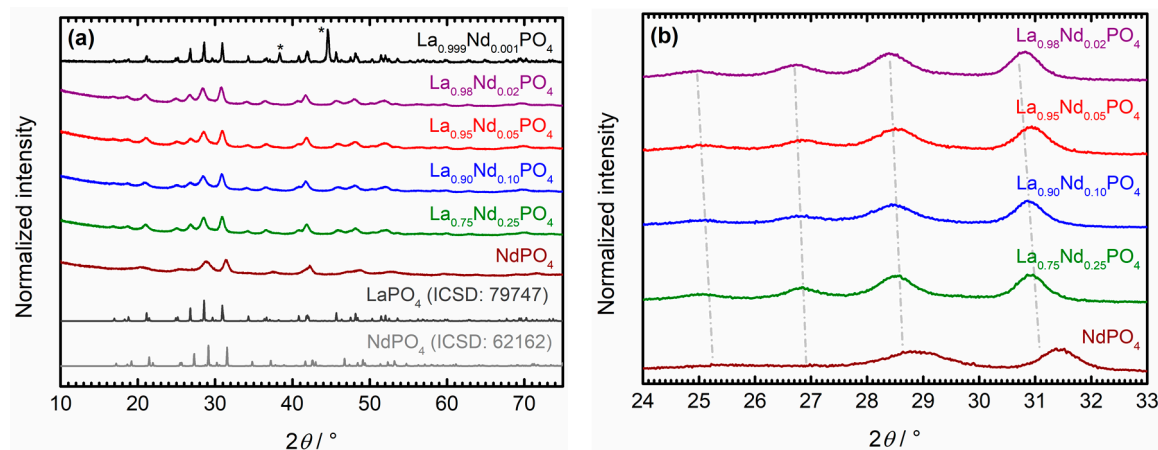 (a)
*
*
La0.999Nd0.001PO4
La0.98Nd0.02PO4
La0.95Nd0.05PO4
La0.90Nd0.10PO4
La0.75Nd0.25PO4
NdPO4
LaPO4 (ICSD: 79747)
NdPO4 (ICSD: 62162)
Normalized intensity
10 20 30 40 50 60 70
2θ / °
(b)
La0.98Nd0.02PO4
La0.95Nd0.05PO4
La0.90Nd0.10PO4
La0.75Nd0.25PO4
NdPO4
Normalized intensity
24 25 26 27 28 29 30 31 32 33
2θ / °